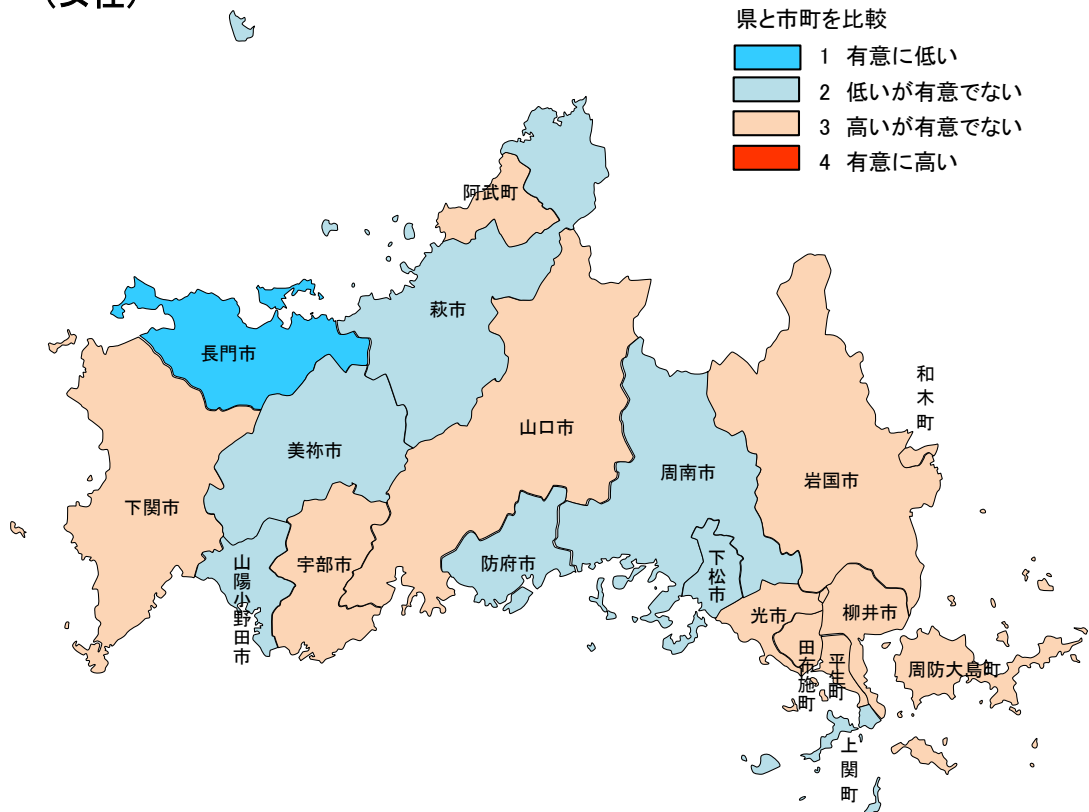 (女性)
県と市町を比較
1 有意に低い
2 低いが有意でない
3 高いが有意でない
4 有意に高い
阿武町
萩市
長門市
和木町
山口市
美祢市
周南市
岩国市
下関市
山陽小野田市
宇部市
防府市
下松市
光市
柳井市
田布施町
平生町
周防大島町
上関町